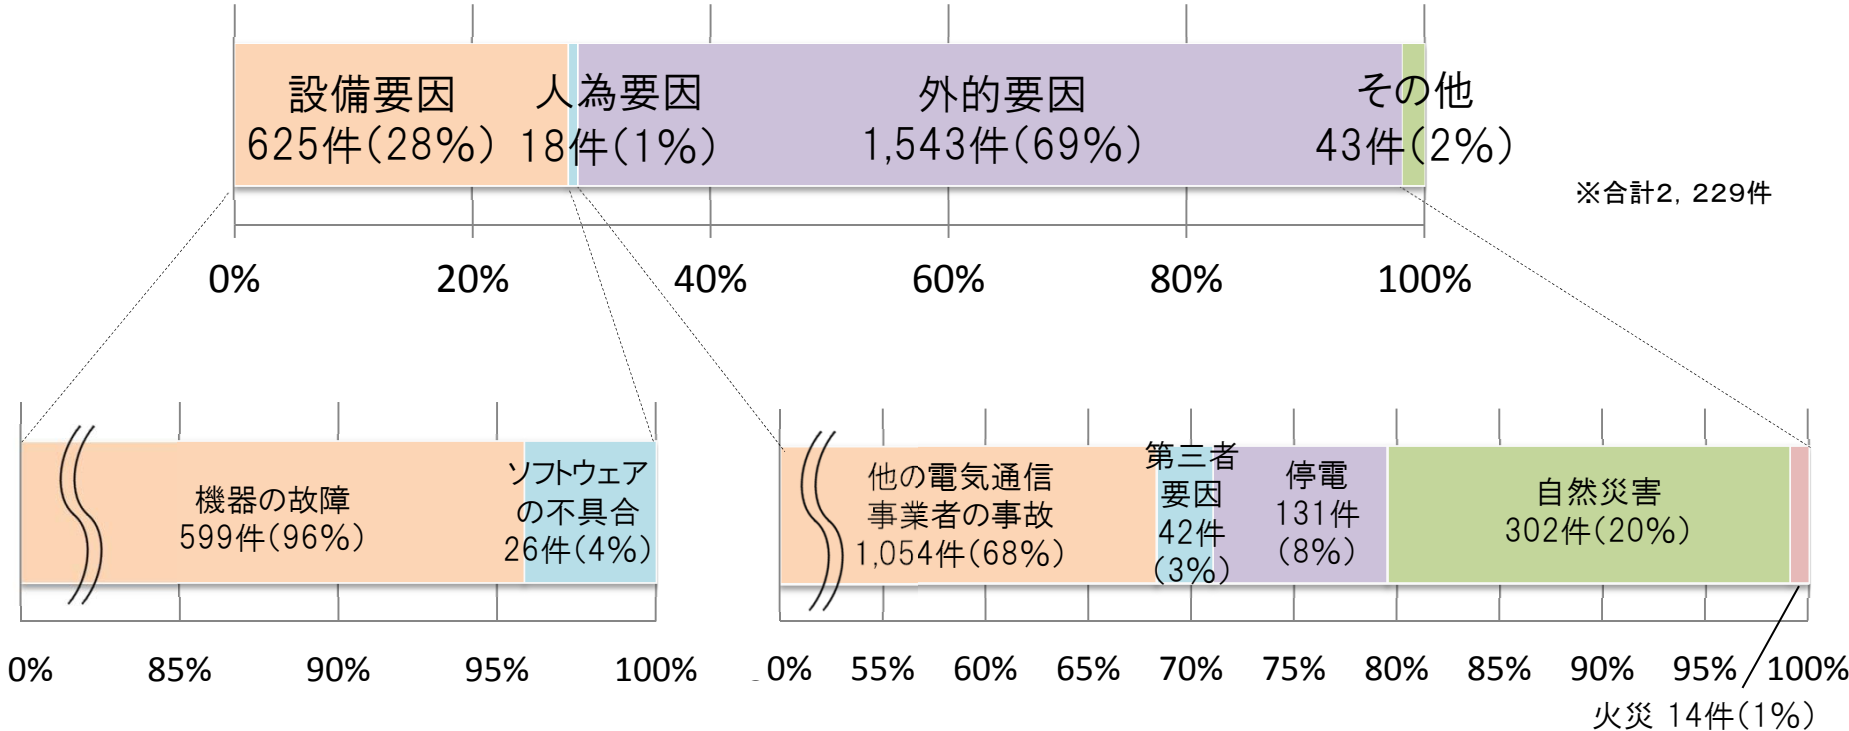 設備要因
625件(28%)
人為要因
18件(1%)
外的要因
1,543件(69%)
その他
43件(2%)
※合計2，229件
0%
20%
40%
60%
80%
100%
機器の故障
599件(96%)
ソフトウェア
の不具合
26件(4%)
0%
85%
90%
95%
100%
他の電気通信
事業者の事故
1,054件(68%)
第三者
要因
42件
(3%)
停電
131件
(8%)
自然災害
302件(20%)
0%
55%
60%
65%
70%
75%
80%
85%
90%
95%
100%
火災 14件(1%)